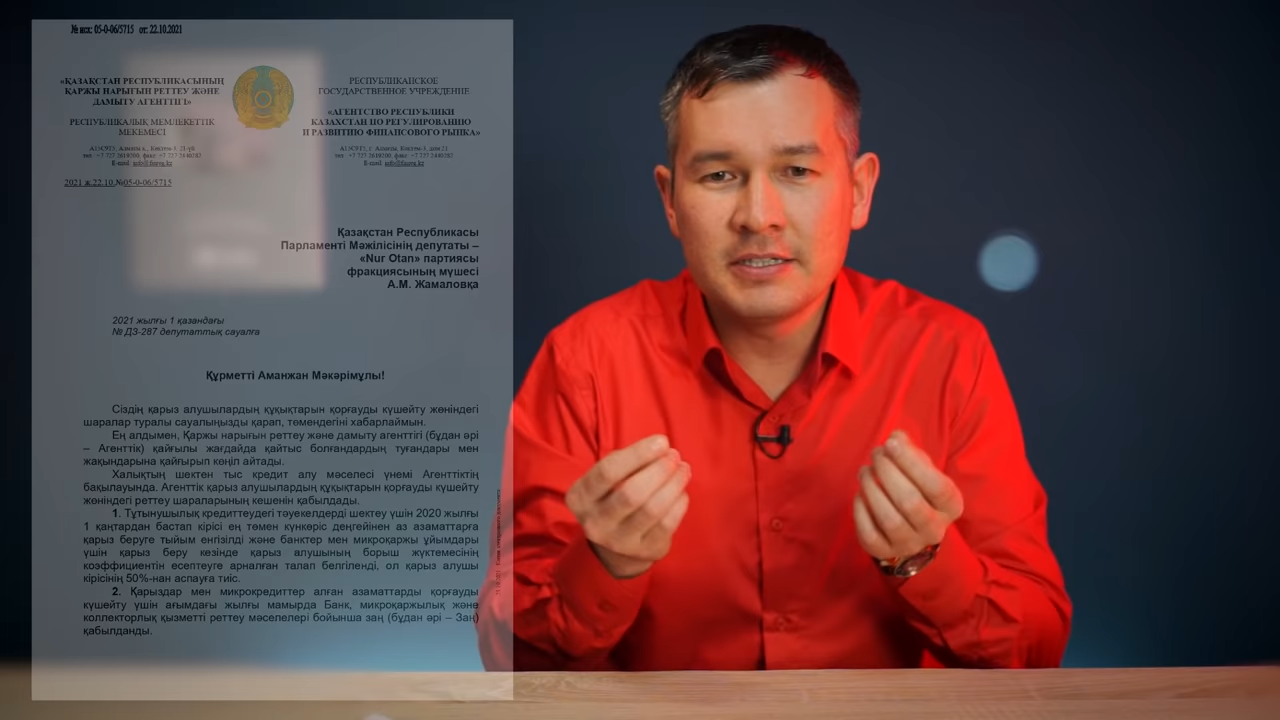 № исх: 05-0-06/5715 от: 22.10.2021
«ҚАЗАҚСТАН РЕСПУБЛИКАСЫНЫҢ
ҚАРЖЫ НАРЫҒЫН РЕТТЕУ ЖӘНЕ
ДАМЫТУ АГЕНТТІГІ»
РЕСПУБЛИКАЛЫҚ МЕМЛЕКЕТТІК
МЕКЕМЕСІ
РЕСПУБЛИКАНСКОЕ
ГОСУДАРСТВЕННОЕ УЧРЕЖДЕНИЕ
«АГЕНТСТВО РЕСПУБЛИКИ
КАЗАХСТАН ПО РЕГУЛИРОВАНИЮ
И РАЗВИТИЮ ФИНАНСОВОГО РЫНКА»
2021 ж.22.10 №05-0-06/5715
Қазақстан Республикасы
Парламенті Мәжілісінің депутаты –
«Nur Otan» партиясы
фракциясының мүшесі
А.М. Жамаловқа
2021 жылғы 1 қазандағы
№ ДЗ-287 депутаттық сауалға
Құрметті Аманжан Мәкәрімұлы!
Сіздің қарыз алушылардың құқықтарын қорғауды күшейту жөніндегі
шаралар туралы сауалыңызды қарап, төмендегіні хабарлаймын.
Ең алдымен, Қаржы нарығын реттеу және дамыту агенттігі (бұдан әрі
– Агенттік) қайғылы жағдайда қайтыс болғандардың туғандары мен
жақындарына қайғырып көңіл айтады.
Халықтың шектен тыс кредит алу мәселесі үнемі Агенттіктің
бақылауында. Агенттік қарыз алушылардың құқықтарын қорғауды күшейту
жөніндегі реттеу шараларының кешенін қабылдады.
1. Тұтынушылық кредиттеудегі тәуекелдерді шектеу үшін 2020 жылғы
1 қаңтардан бастап кірісі ең төмен күнкөріс деңгейінен аз азаматтарға
қарыз беруге тыйым енгізілді және банктер мен микроқаржы ұйымдары
үшін қарыз беру кезінде қарыз алушының борыш жүктемесінің
коэффициентін есептеуге арналған талап белгіленді, ол қарыз алушы
кірісінің 50%-нан аспауға тиіс.
2. Қарыздар мен микрокредиттер алған азаматтарды қорғауды
күшейту үшін ағымдағы жылғы мамырда Банк, микроқаржылық және
коллекторлық қызметті реттеу мәселелері бойынша заң (бұдан әрі – Заң)
қабылданды.